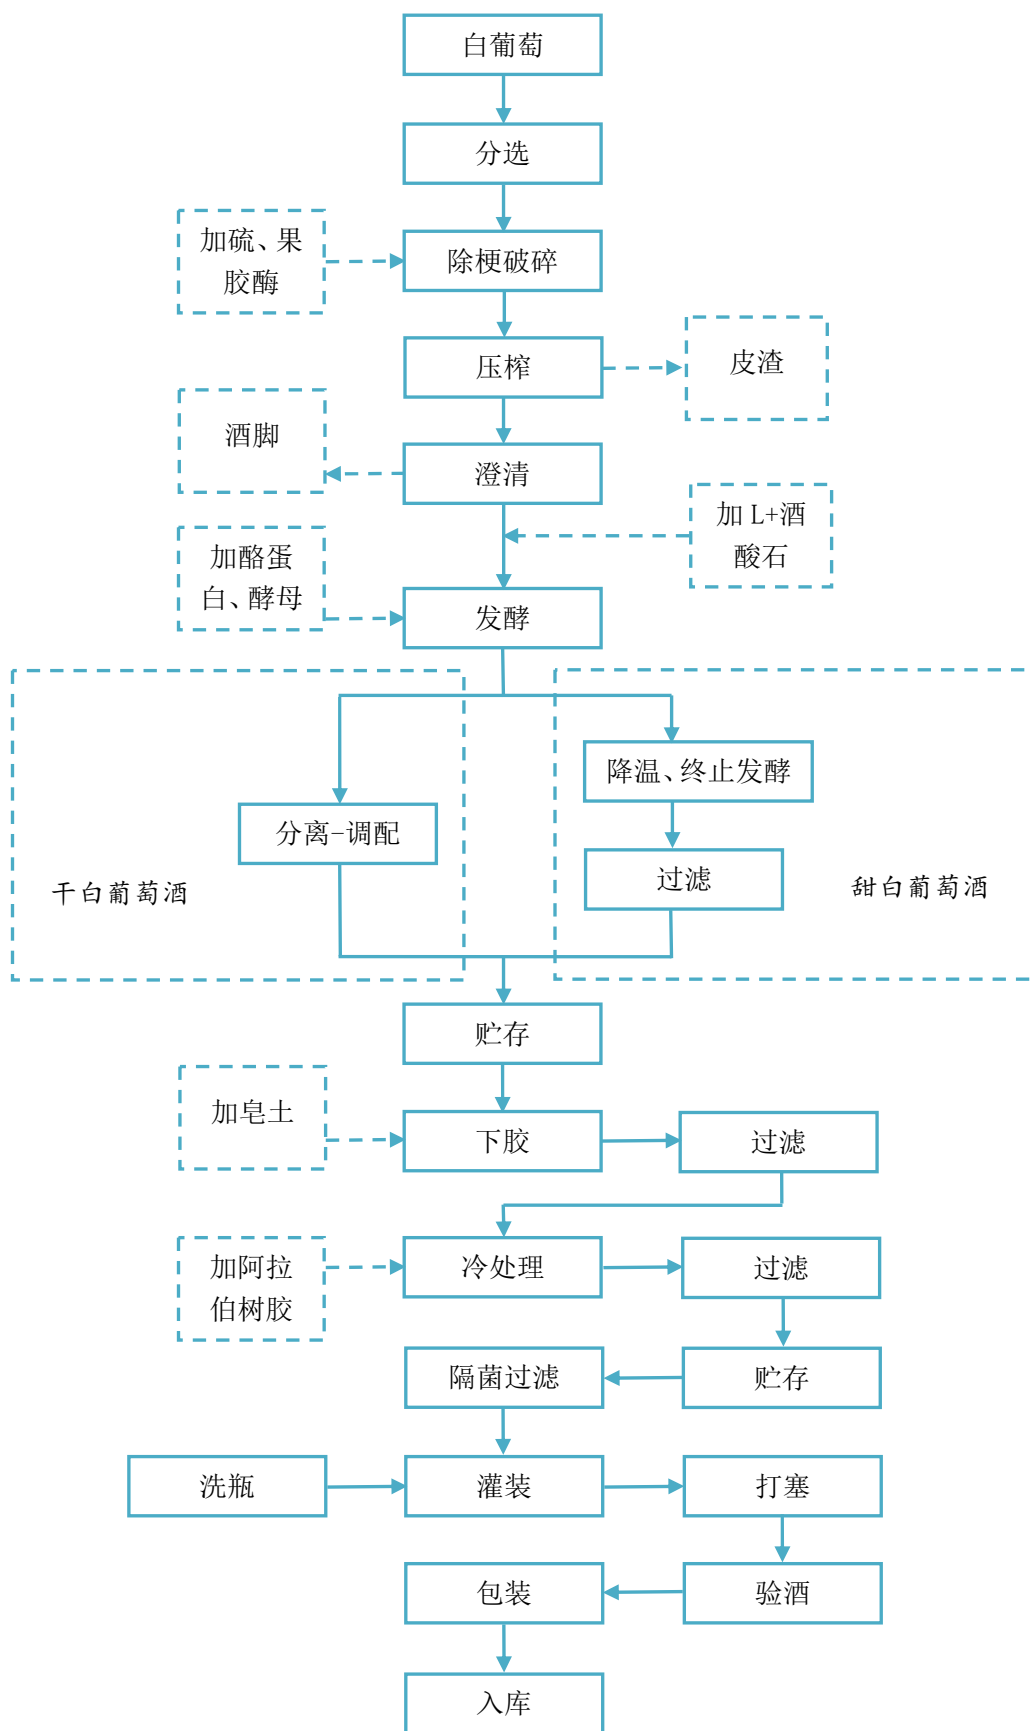 白葡萄
分选
加硫、果
胶酶
除梗破碎
压榨
皮渣
酒脚
澄清
加 L+酒
酸石
加酪蛋
白、酵母
发酵
降温、终止发酵
分离-调配
过滤
干白葡萄酒
甜白葡萄酒
贮存
加皂土
下胶
过滤
加阿拉
伯树胶
冷处理
过滤
隔菌过滤
贮存
洗瓶
灌装
打塞
包装
验酒
入库